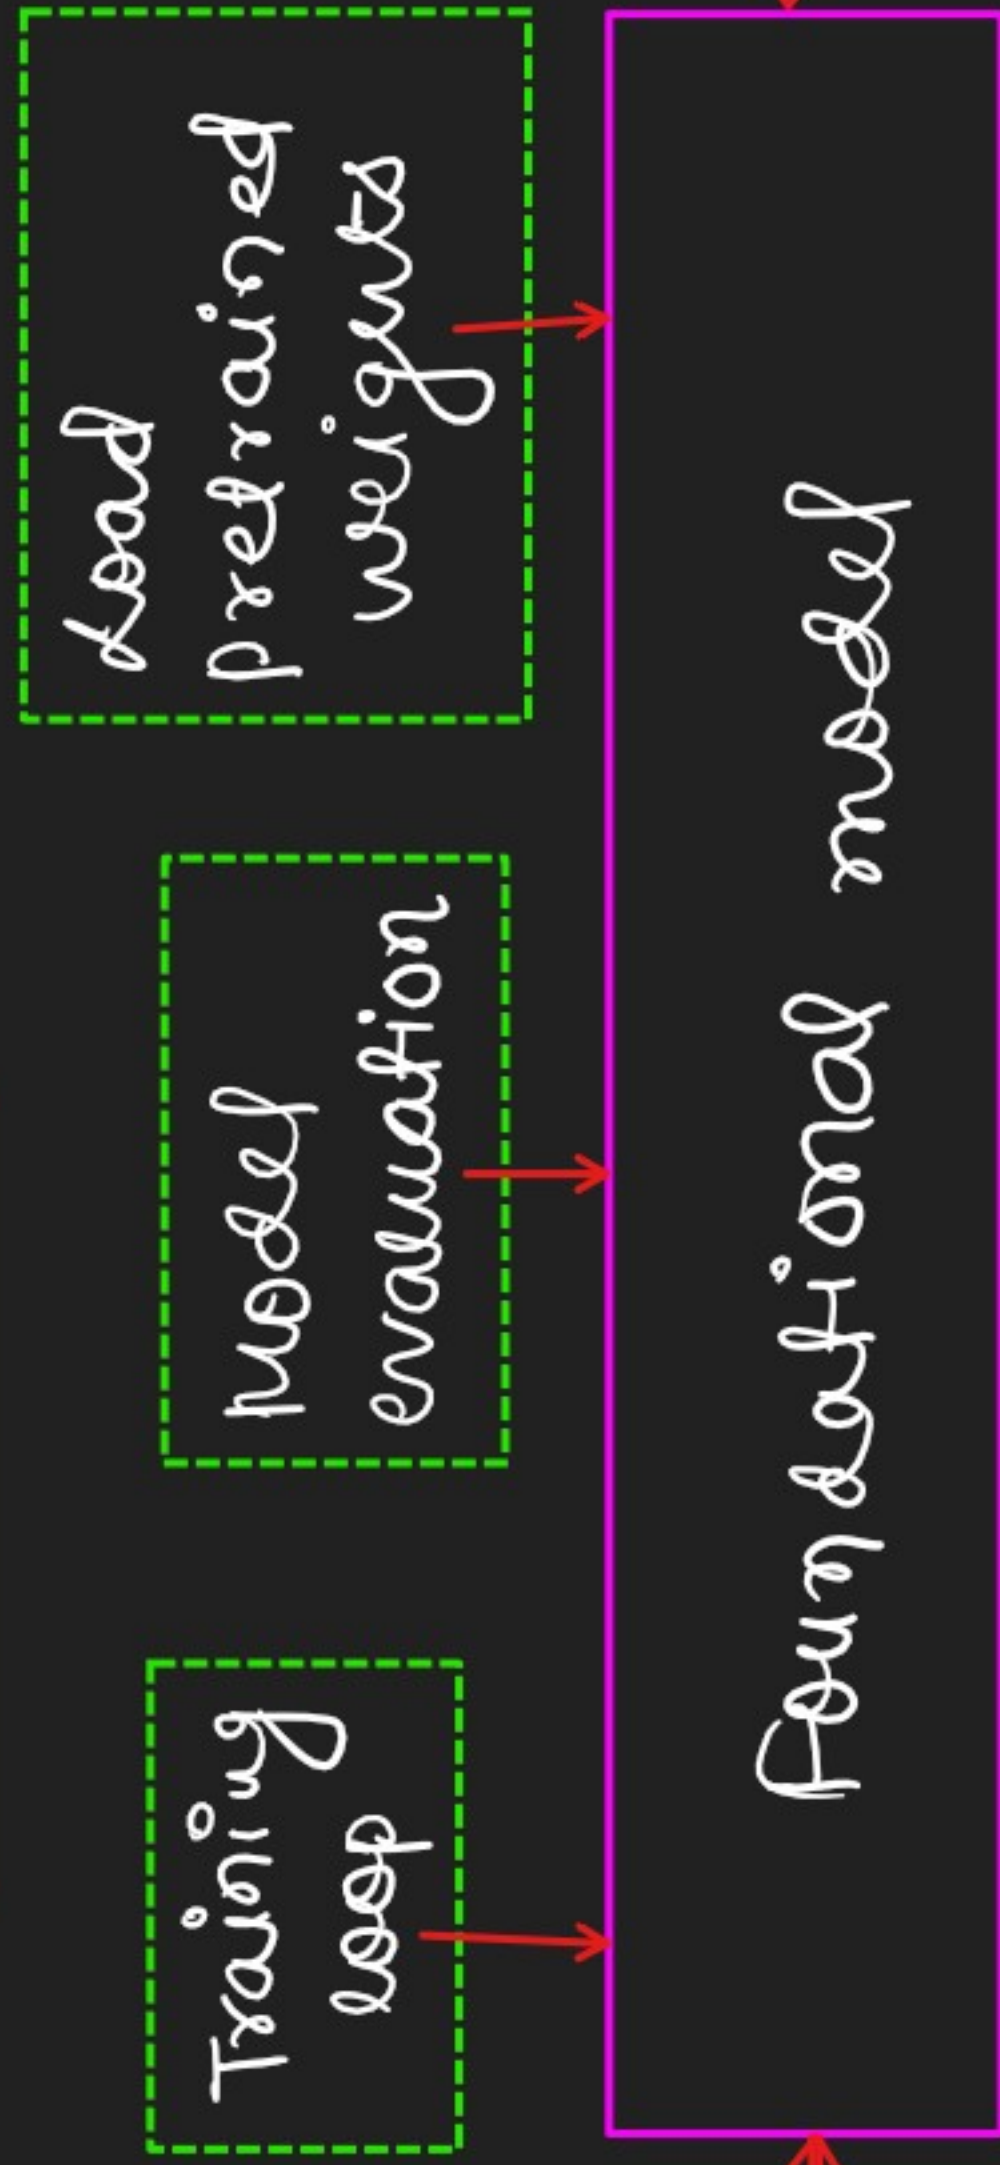 Training
loop
Model
evaluation
Load
pretrained
weights
Foundational model